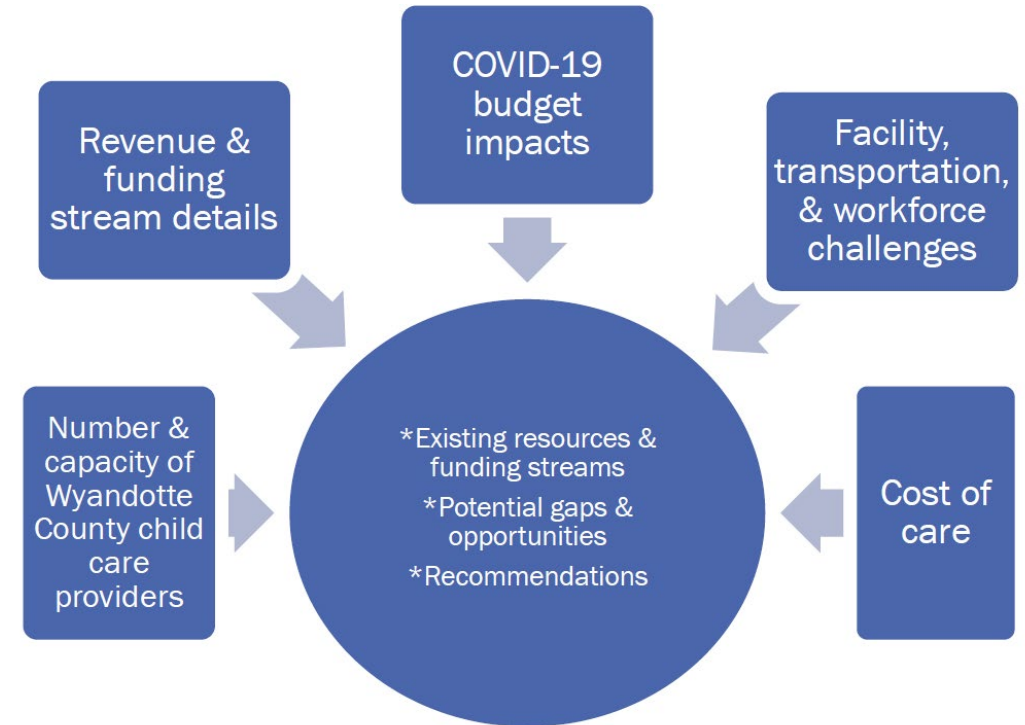 COVID-19
budget
impacts
Revenue &
funding
stream details
Facility,
transportation,
& workforce
challenges
Number &
capacity of
Wyandotte
County child
care
providers
*Existing resources &
funding streams
*Potential gaps &
opportunities
*Recommendations
Cost of
care